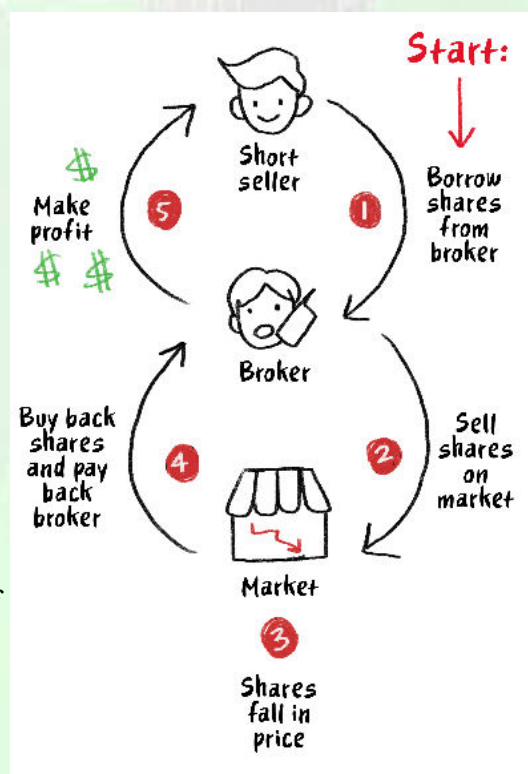 Start:
Short
seller
1
Borrow
shares
from
broker
$
Make
profit
$ $
5
Broker
Buy back
shares
and pay
back
broker
4
2
Sell
shares
on
market
Market
3
Shares
fall in
price